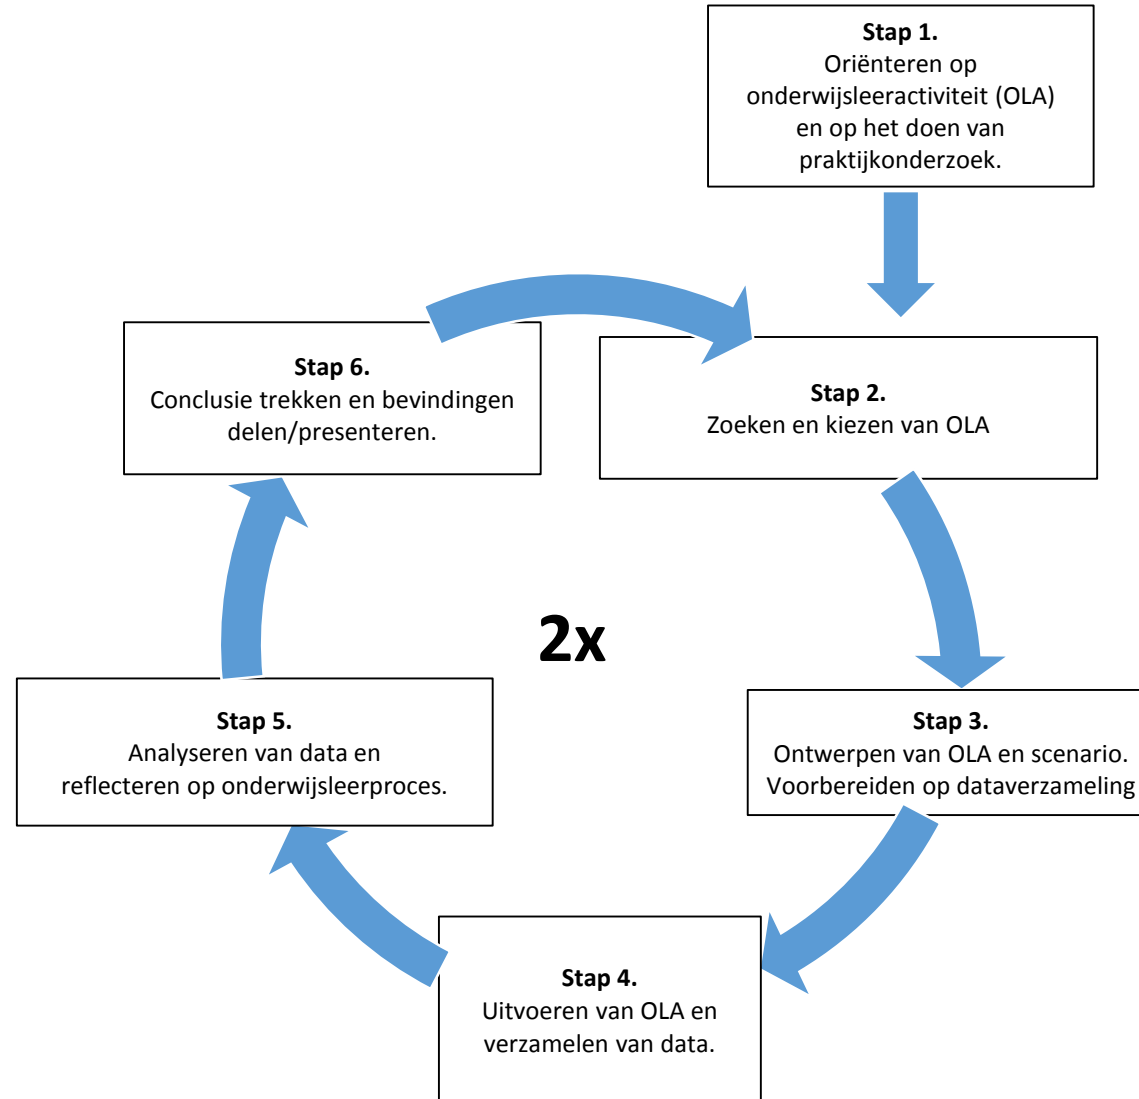 Stap 1.
Oriënteren op
onderwijsleeractiviteit (OLA)
en op het doen van
praktijkonderzoek.
Stap 2.
Zoeken en kiezen van OLA
Stap 3.
Ontwerpen van OLA en scenario.
Voorbereiden op dataverzameling
Stap 4.
Uitvoeren van OLA en
verzamelen van data.
Stap 5.
Analyseren van data en
reflecteren op onderwijsleerproces.
Stap 6.
Conclusie trekken en bevindingen
delen/presenteren.
2x